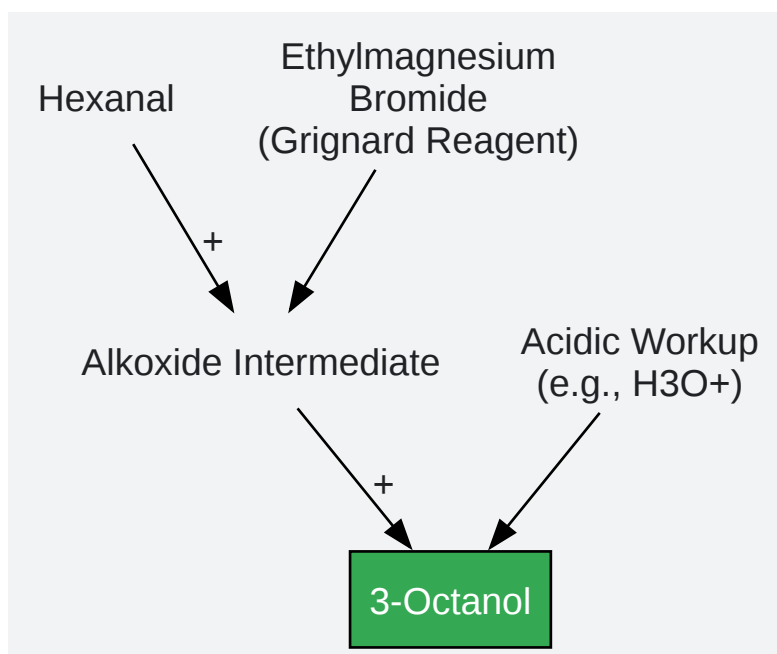 Ethylmagnesium
Hexanal
Bromide
(Grignard Reagent)
+
Alkoxide Intermediate
Acidic Workup
(e.g., H3O+)
+
3-Octanol